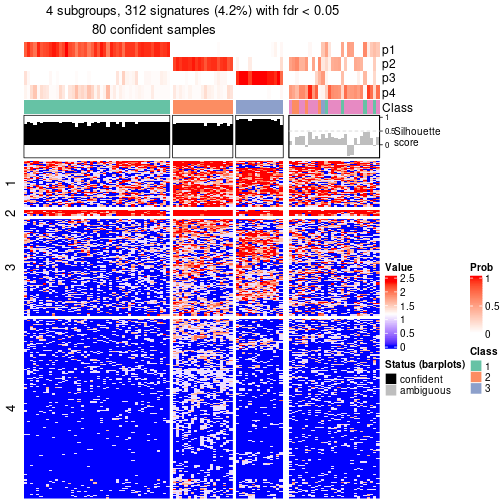 4 subgroups, 312 signatures (4.2%) with fdr < 0.05
80 confident samples
p1
p2
p3
p4
Class
1
0.5
0
Silhouette
score
1
2
3
4
Value
2.5
2
1.5
1
0.5
0
Prob
1
0.5
0
Status (barplots)
confident
ambiguous
Class
1
2
3